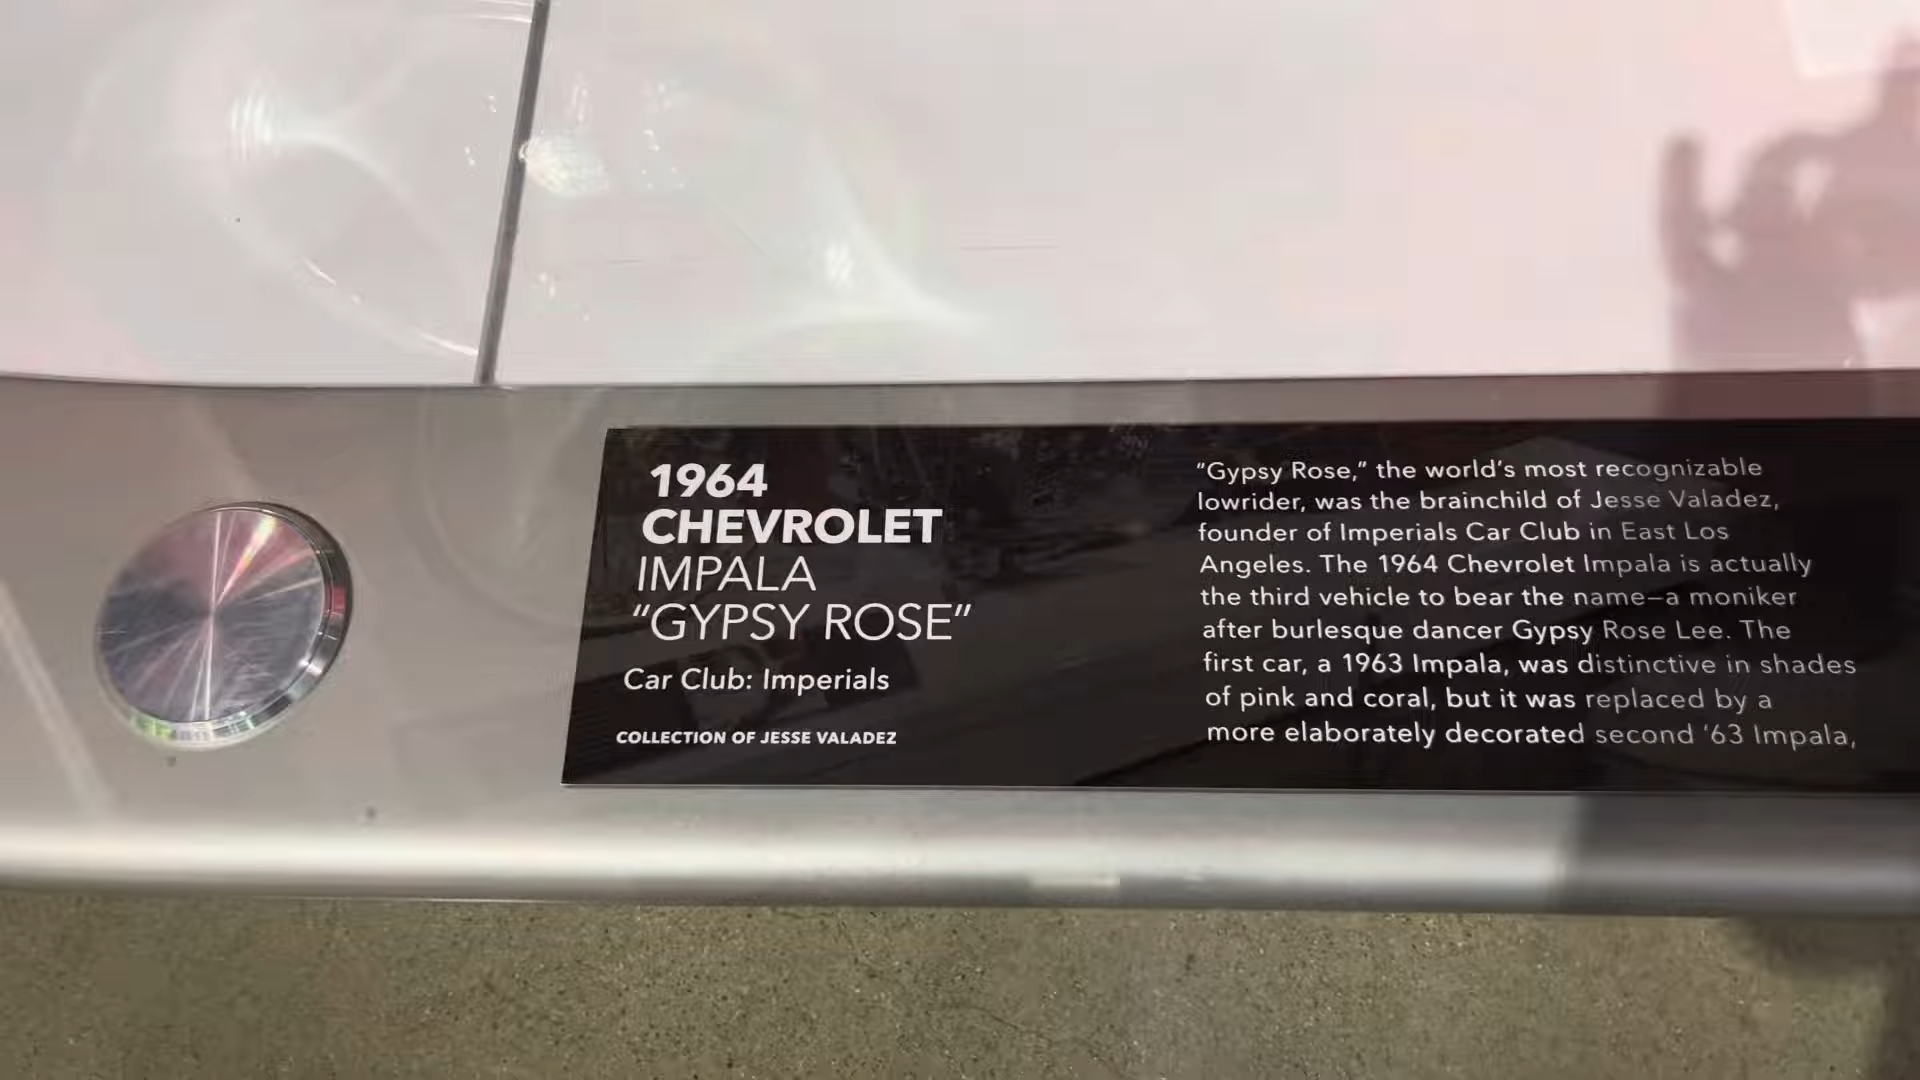 1964
CHEVROLET
IMPALA
“GYPSY ROSE”
Car Club: Imperials
COLLECTION OF JESSE VALADEZ
“Gypsy Rose,” the world’s most recognizable
lowrider, was the brainchild of Jesse Valadez,
founder of Imperials Car Club in East Los
Angeles. The 1964 Chevrolet Impala is actually
the third vehicle to bear the name—a moniker
after burlesque dancer Gypsy Rose Lee. The
first car, a 1963 Impala, was distinctive in shades
of pink and coral, but it was replaced by a
more elaborately decorated second ‘63 Impala,